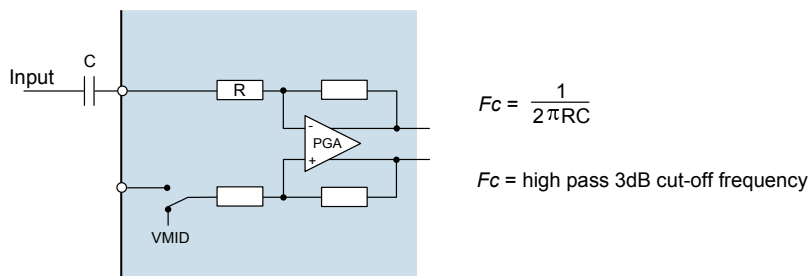 C
Input
R
-
PGA
+
VMID
Fc = 1 / 2πRC
Fc = high pass 3dB cut-off frequency